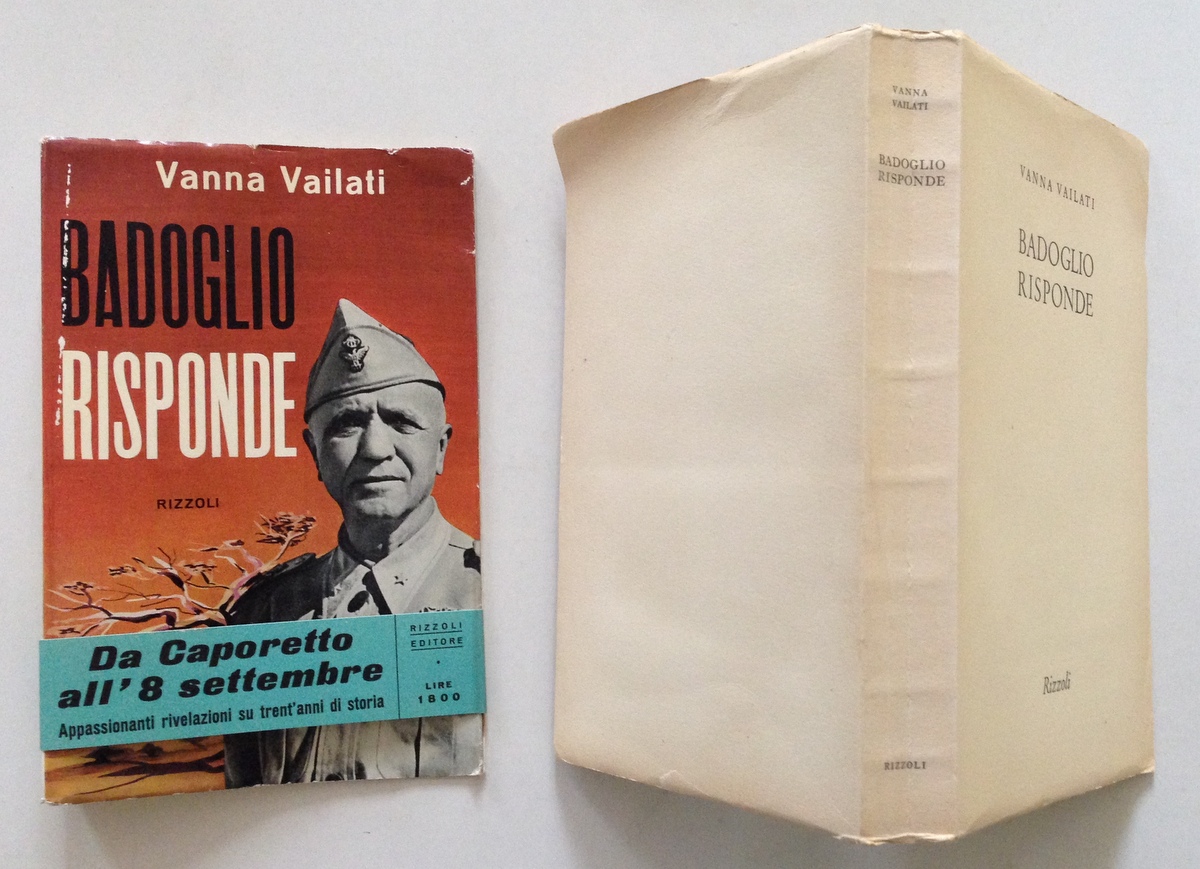 Vanna Vailati
BADOGLIO
RISPONDE
RIZZOLI
Da Caporetto
all'8 settembre
Appassionanti rivelazioni su trent'anni di storia
RIZZOLI
EDITORE
LIRE
1800
VANNA
VAILATI
BADOGLIO
RISPONDE
RIZZOLI
VANNA VAILATI
BADOGLIO
RISPONDE
Rizzoli